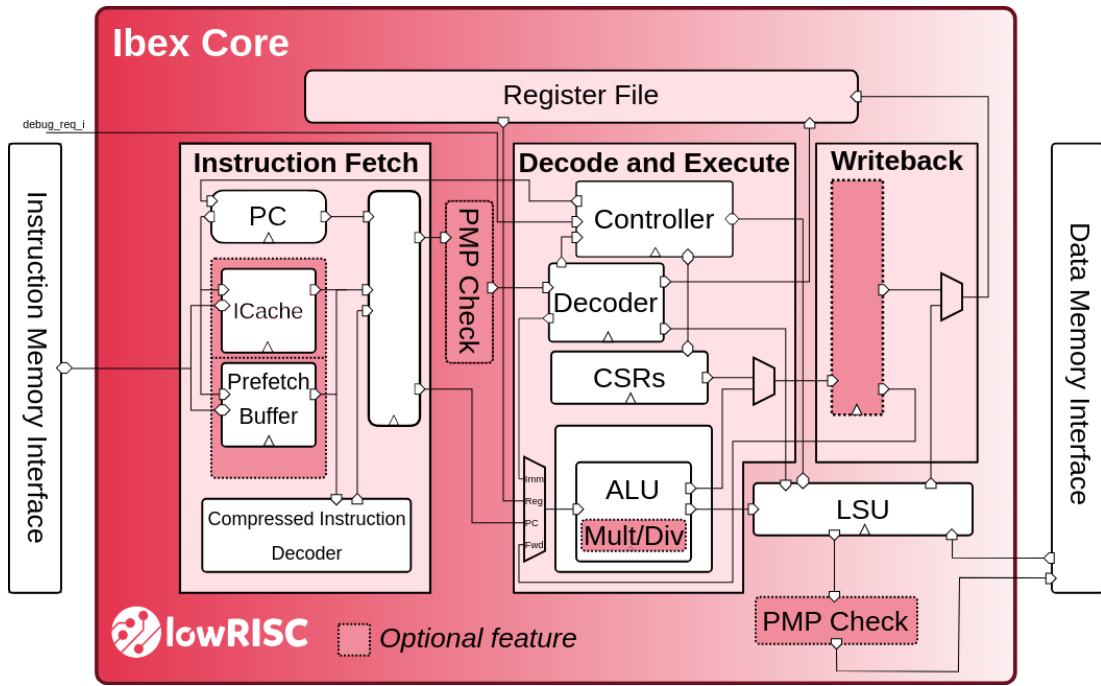 Ibex Core
Register File
debug_req_i
Instruction Memory Interface
Instruction Fetch
PC
ICache
Prefetch
Buffer
Compressed Instruction
Decoder
PMP Check
Decode and Execute
Controller
Decoder
CSRs
Imm
Reg
PC
Fwd
ALU
Mult/Div
Writeback
LSU
PMP Check
Data Memory Interface
lowRISC
Optional feature